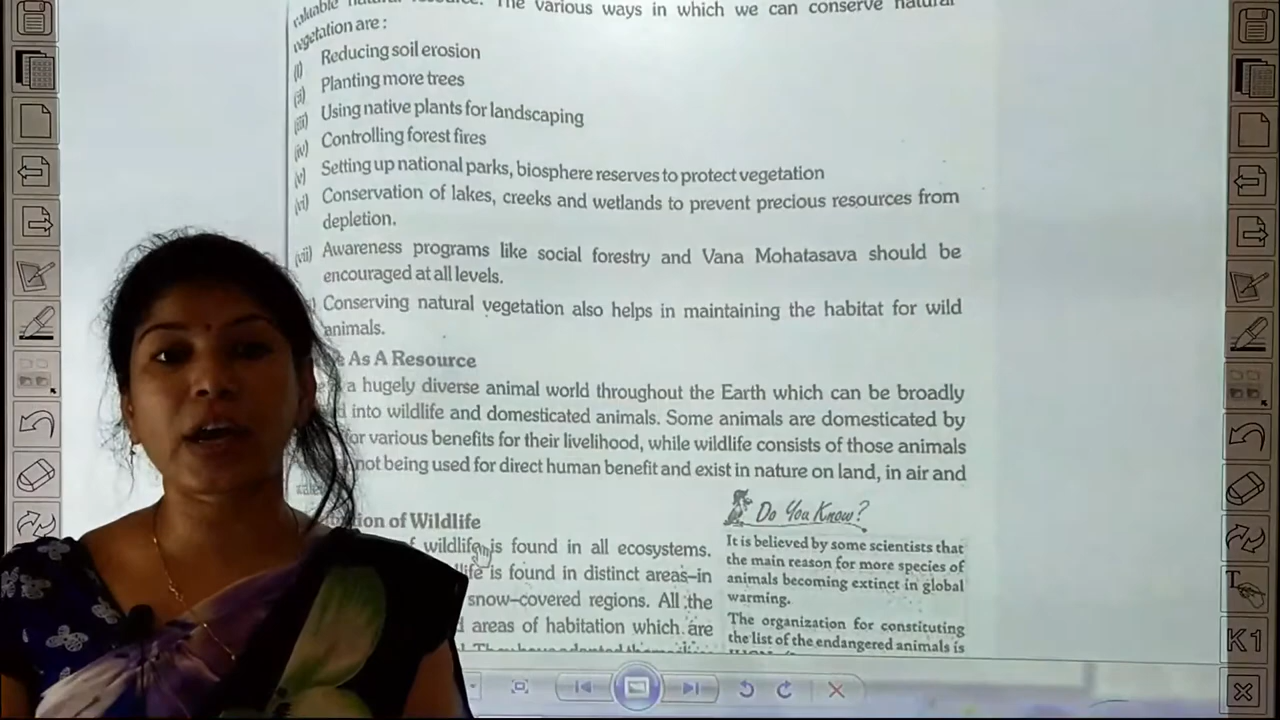 valuable natural resource. The various ways in which we can conserve natural
vegetation are :
(i) Reducing soil erosion
(ii) Planting more trees
(iii) Using native plants for landscaping
(iv) Controlling forest fires
(v) Setting up national parks, biosphere reserves to protect vegetation
(vi) Conservation of lakes, creeks and wetlands to prevent precious resources from
depletion.
(vii) Awareness programs like social forestry and Vana Mohatasava should be
encouraged at all levels.
Conserving natural vegetation also helps in maintaining the habitat for wild
animals.
As A Resource
a hugely diverse animal world throughout the Earth which can be broadly
into wildlife and domesticated animals. Some animals are domesticated by
for various benefits for their livelihood, while wildlife consists of those animals
not being used for direct human benefit and exist in nature on land, in air and
of Wildlife
wildlife is found in all ecosystems.
is found in distinct areas–in
snow–covered regions. All the
areas of habitation which are
Do You Know?
It is believed by some scientists that
the main reason for more species of
animals becoming extinct in global
warming.
The organization for constituting
the list of the endangered animals is
T
K1